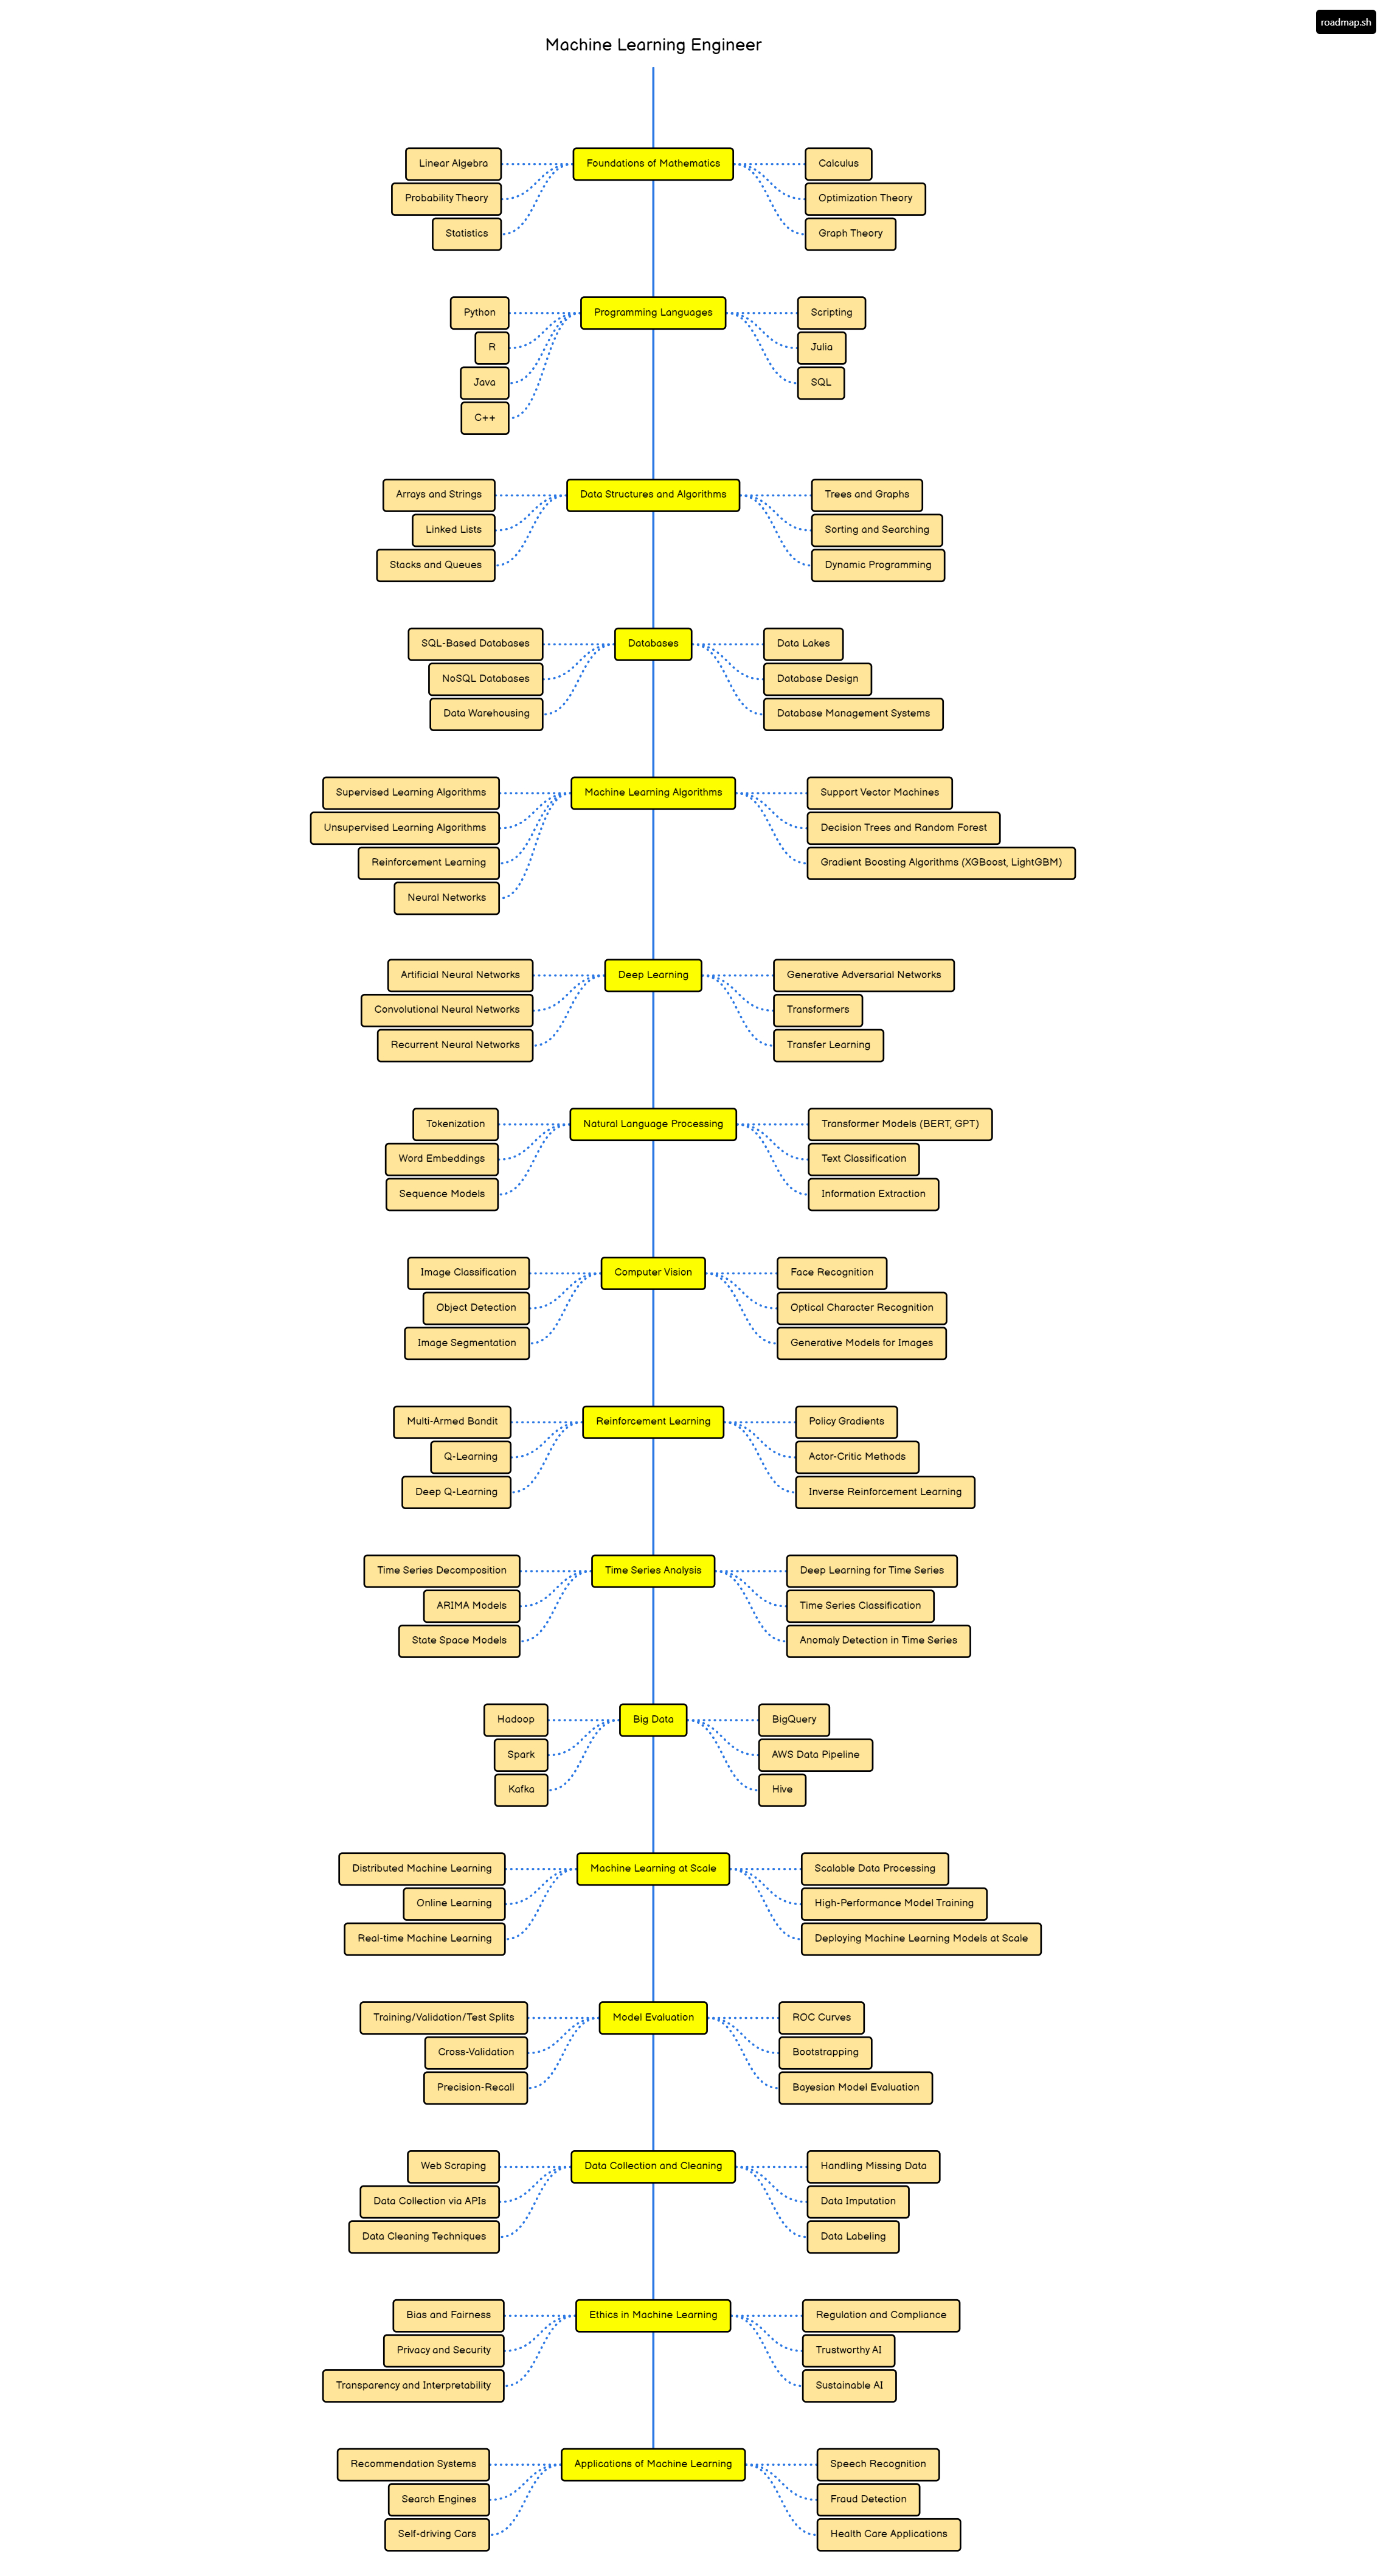 roadmap.sh
Machine Learning Engineer
Linear Algebra
Foundations of Mathematics
Calculus
Probability Theory
Optimization Theory
Statistics
Graph Theory
Python
Programming Languages
Scripting
R
Julia
Java
SQL
C++
Arrays and Strings
Data Structures and Algorithms
Trees and Graphs
Linked Lists
Sorting and Searching
Stacks and Queues
Dynamic Programming
SQL-Based Databases
Databases
Data Lakes
NoSQL Databases
Database Design
Data Warehousing
Database Management Systems
Supervised Learning Algorithms
Machine Learning Algorithms
Support Vector Machines
Unsupervised Learning Algorithms
Decision Trees and Random Forest
Reinforcement Learning
Gradient Boosting Algorithms (XGBoost, LightGBM)
Neural Networks
Artificial Neural Networks
Deep Learning
Generative Adversarial Networks
Convolutional Neural Networks
Transformers
Recurrent Neural Networks
Transfer Learning
Tokenization
Natural Language Processing
Transformer Models (BERT, GPT)
Word Embeddings
Text Classification
Sequence Models
Information Extraction
Image Classification
Computer Vision
Face Recognition
Object Detection
Optical Character Recognition
Image Segmentation
Generative Models for Images
Multi-Armed Bandit
Reinforcement Learning
Policy Gradients
Q-Learning
Actor-Critic Methods
Deep Q-Learning
Inverse Reinforcement Learning
Time Series Decomposition
Time Series Analysis
Deep Learning for Time Series
ARIMA Models
Time Series Classification
State Space Models
Anomaly Detection in Time Series
Hadoop
Big Data
BigQuery
Spark
AWS Data Pipeline
Kafka
Hive
Distributed Machine Learning
Machine Learning at Scale
Scalable Data Processing
Online Learning
High-Performance Model Training
Real-time Machine Learning
Deploying Machine Learning Models at Scale
Training/Validation/Test Splits
Model Evaluation
ROC Curves
Cross-Validation
Bootstrapping
Precision-Recall
Bayesian Model Evaluation
Web Scraping
Data Collection and Cleaning
Handling Missing Data
Data Collection via APIs
Data Imputation
Data Cleaning Techniques
Data Labeling
Bias and Fairness
Ethics in Machine Learning
Regulation and Compliance
Privacy and Security
Trustworthy AI
Transparency and Interpretability
Sustainable AI
Recommendation Systems
Applications of Machine Learning
Speech Recognition
Search Engines
Fraud Detection
Self-driving Cars
Health Care Applications